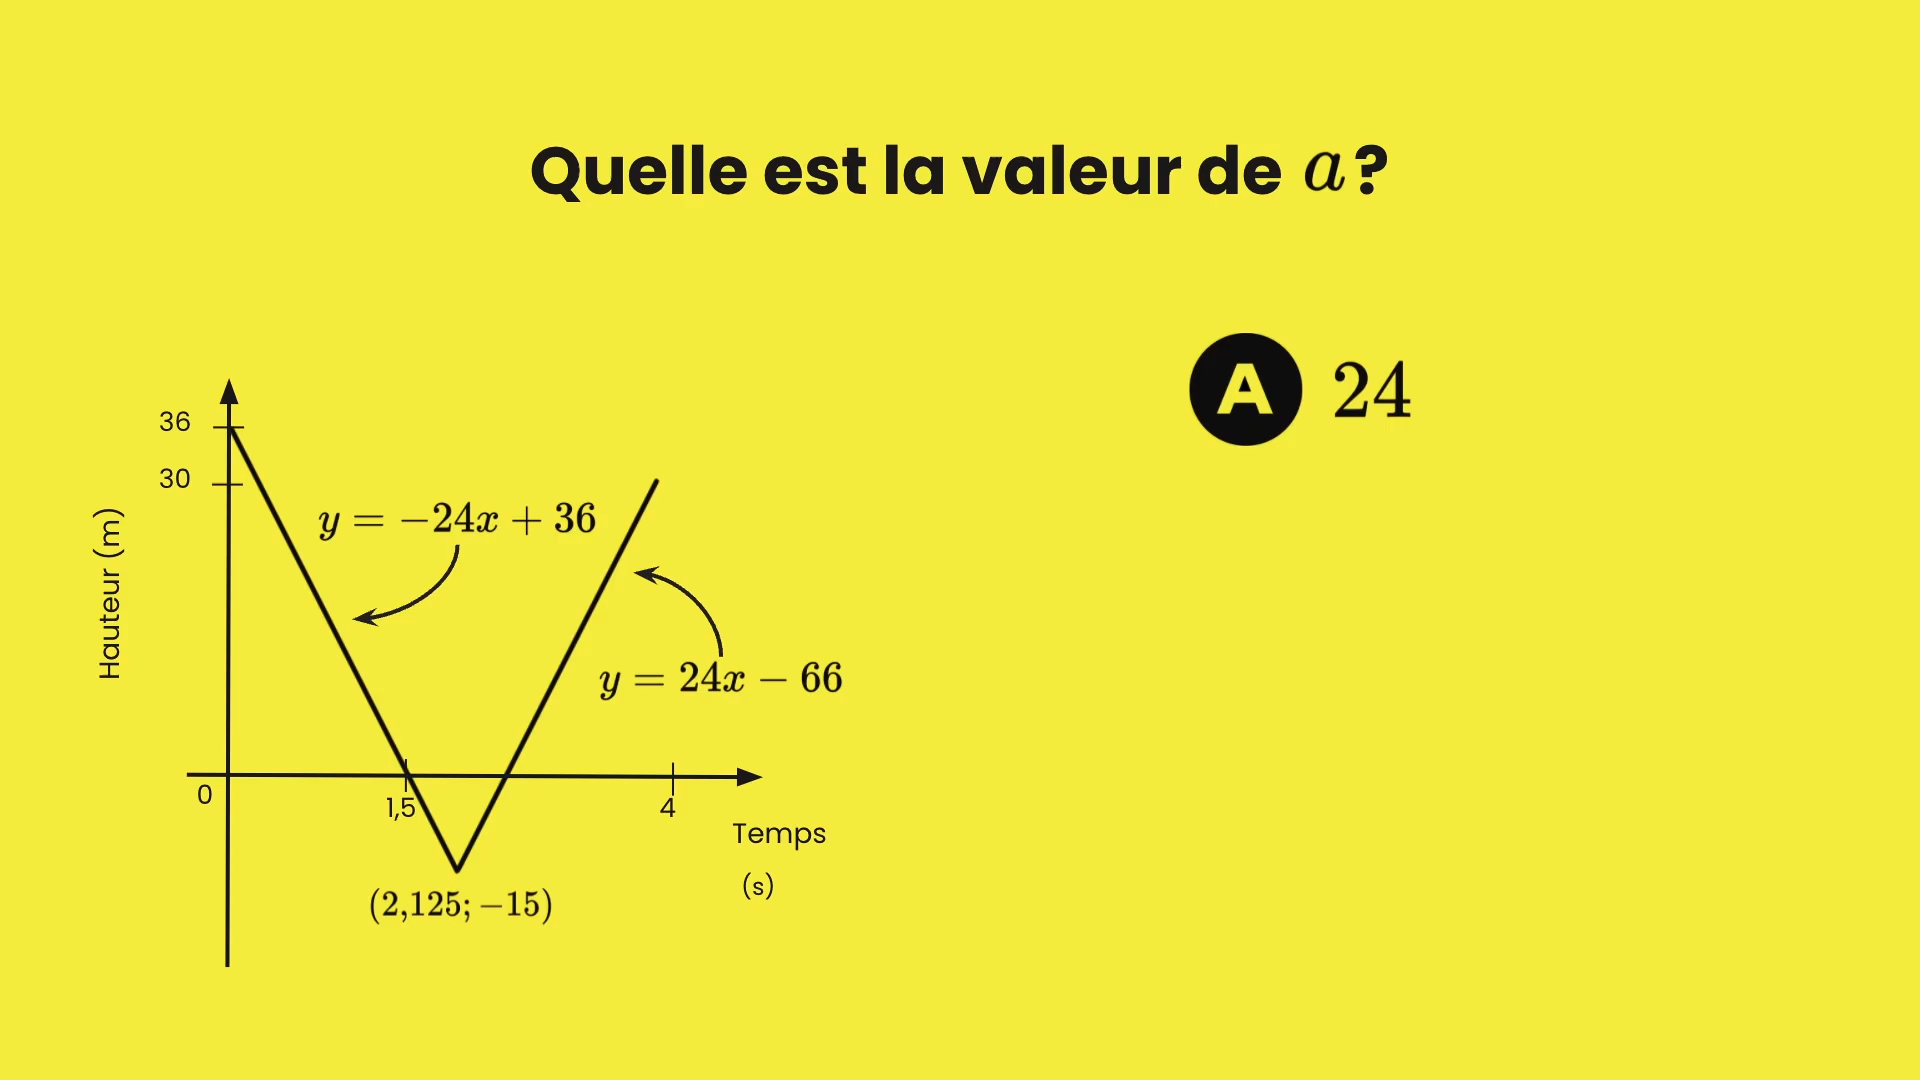 Quelle est la valeur de a ?
A 24
36
30
Hauteur (m)
y = −24x + 36
y = 24x − 66
0
1,5
4
Temps
(s)
(2,125; −15)